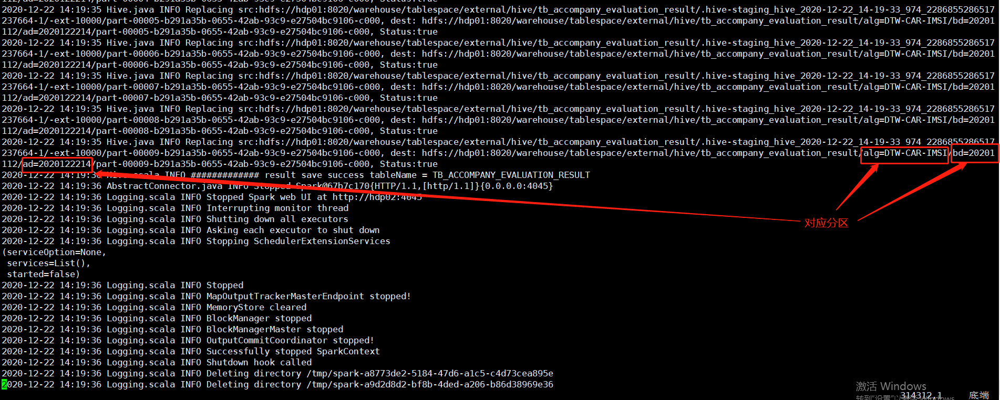 112/ad=2020122214/part-00004-b291a35b-0655-42ab-93c9-e27504bc9106-c000, Status:true
2020-12-22 14:19:35 Hive.java INFO Replacing src:hdfs://hdp01:8020/warehouse/tablespace/external/hive/tb_accompany_evaluation_result/.hive-staging_hive_2020-12-22_14-19-33_974_2286855286517
237664-1/-ext-10000/part-00005-b291a35b-0655-42ab-93c9-e27504bc9106-c000, dest: hdfs://hdp01:8020/warehouse/tablespace/external/hive/tb_accompany_evaluation_result/alg=DTW-CAR-IMSI/bd=20201
112/ad=2020122214/part-00005-b291a35b-0655-42ab-93c9-e27504bc9106-c000, Status:true
2020-12-22 14:19:35 Hive.java INFO Replacing src:hdfs://hdp01:8020/warehouse/tablespace/external/hive/tb_accompany_evaluation_result/.hive-staging_hive_2020-12-22_14-19-33_974_2286855286517
237664-1/-ext-10000/part-00006-b291a35b-0655-42ab-93c9-e27504bc9106-c000, dest: hdfs://hdp01:8020/warehouse/tablespace/external/hive/tb_accompany_evaluation_result/alg=DTW-CAR-IMSI/bd=20201
112/ad=2020122214/part-00006-b291a35b-0655-42ab-93c9-e27504bc9106-c000, Status:true
2020-12-22 14:19:35 Hive.java INFO Replacing src:hdfs://hdp01:8020/warehouse/tablespace/external/hive/tb_accompany_evaluation_result/.hive-staging_hive_2020-12-22_14-19-33_974_2286855286517
237664-1/-ext-10000/part-00007-b291a35b-0655-42ab-93c9-e27504bc9106-c000, dest: hdfs://hdp01:8020/warehouse/tablespace/external/hive/tb_accompany_evaluation_result/alg=DTW-CAR-IMSI/bd=20201
112/ad=2020122214/part-00007-b291a35b-0655-42ab-93c9-e27504bc9106-c000, Status:true
2020-12-22 14:19:35 Hive.java INFO Replacing src:hdfs://hdp01:8020/warehouse/tablespace/external/hive/tb_accompany_evaluation_result/.hive-staging_hive_2020-12-22_14-19-33_974_2286855286517
237664-1/-ext-10000/part-00008-b291a35b-0655-42ab-93c9-e27504bc9106-c000, dest: hdfs://hdp01:8020/warehouse/tablespace/external/hive/tb_accompany_evaluation_result/alg=DTW-CAR-IMSI/bd=20201
112/ad=2020122214/part-00008-b291a35b-0655-42ab-93c9-e27504bc9106-c000, Status:true
2020-12-22 14:19:35 Hive.java INFO Replacing src:hdfs://hdp01:8020/warehouse/tablespace/external/hive/tb_accompany_evaluation_result/.hive-staging_hive_2020-12-22_14-19-33_974_2286855286517
237664-1/-ext-10000/part-00009-b291a35b-0655-42ab-93c9-e27504bc9106-c000, dest: hdfs://hdp01:8020/warehouse/tablespace/external/hive/tb_accompany_evaluation_result/alg=DTW-CAR-IMSI/bd=20201
112/ad=2020122214/part-00009-b291a35b-0655-42ab-93c9-e27504bc9106-c000, Status:true
2020-12-22 14:19:36 INFO ############# result save success tableName = TB_ACCOMPANY_EVALUATION_RESULT
2020-12-22 14:19:36 AbstractConnector.java INFO Stopped Spark@67b7c170{HTTP/1.1,[http/1.1]}{0.0.0.0:4045}
2020-12-22 14:19:36 Logging.scala INFO Stopped Spark web UI at http://hdp02:4045
2020-12-22 14:19:36 Logging.scala INFO Interrupting monitor thread
2020-12-22 14:19:36 Logging.scala INFO Shutting down all executors
对应分区
2020-12-22 14:19:36 Logging.scala INFO Asking each executor to shut down
2020-12-22 14:19:36 Logging.scala INFO Stopping SchedulerExtensionServices
(serviceOption=None,
 services=List(),
 started=false)
2020-12-22 14:19:36 Logging.scala INFO Stopped
2020-12-22 14:19:36 Logging.scala INFO MapOutputTrackerMasterEndpoint stopped!
2020-12-22 14:19:36 Logging.scala INFO MemoryStore cleared
2020-12-22 14:19:36 Logging.scala INFO BlockManager stopped
2020-12-22 14:19:36 Logging.scala INFO BlockManagerMaster stopped
2020-12-22 14:19:36 Logging.scala INFO OutputCommitCoordinator stopped!
2020-12-22 14:19:36 Logging.scala INFO Successfully stopped SparkContext
2020-12-22 14:19:36 Logging.scala INFO Shutdown hook called
2020-12-22 14:19:36 Logging.scala INFO Deleting directory /tmp/spark-a8773de2-5184-47d6-a1c5-c4d73cea895e
2020-12-22 14:19:36 Logging.scala INFO Deleting directory /tmp/spark-a9d2d8d2-bf8b-4ded-a206-b86d38969e36
激活 Windows
314312,1 底端